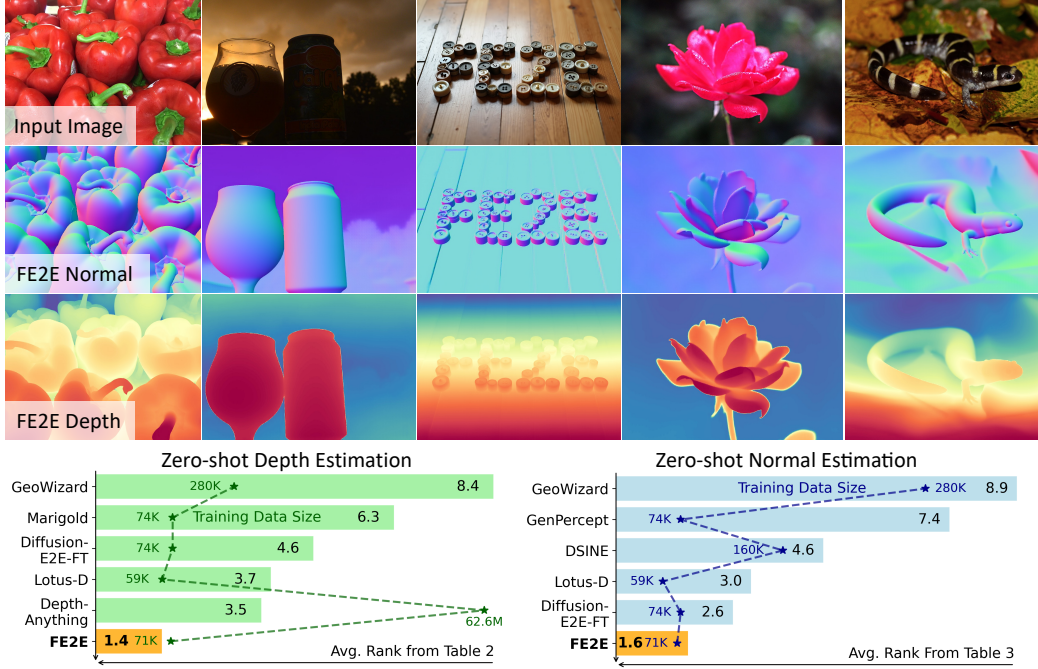 Input Image
FE2E
FE2E Normal
FE2E Depth
Zero-shot Depth Estimation
GeoWizard 280K 8.4
Marigold 74K Training Data Size 6.3
Diffusion-
E2E-FT 74K 4.6
Lotus-D 59K 3.7
Depth-
Anything 3.5 62.6M
FE2E 1.4 71K
Avg. Rank from Table 2
Zero-shot Normal Estimation
GeoWizard Training Data Size 280K 8.9
GenPercept 74K 7.4
DSINE 160K 4.6
Lotus-D 59K 3.0
Diffusion-
E2E-FT 74K 2.6
FE2E 1.6 71K
Avg. Rank from Table 3